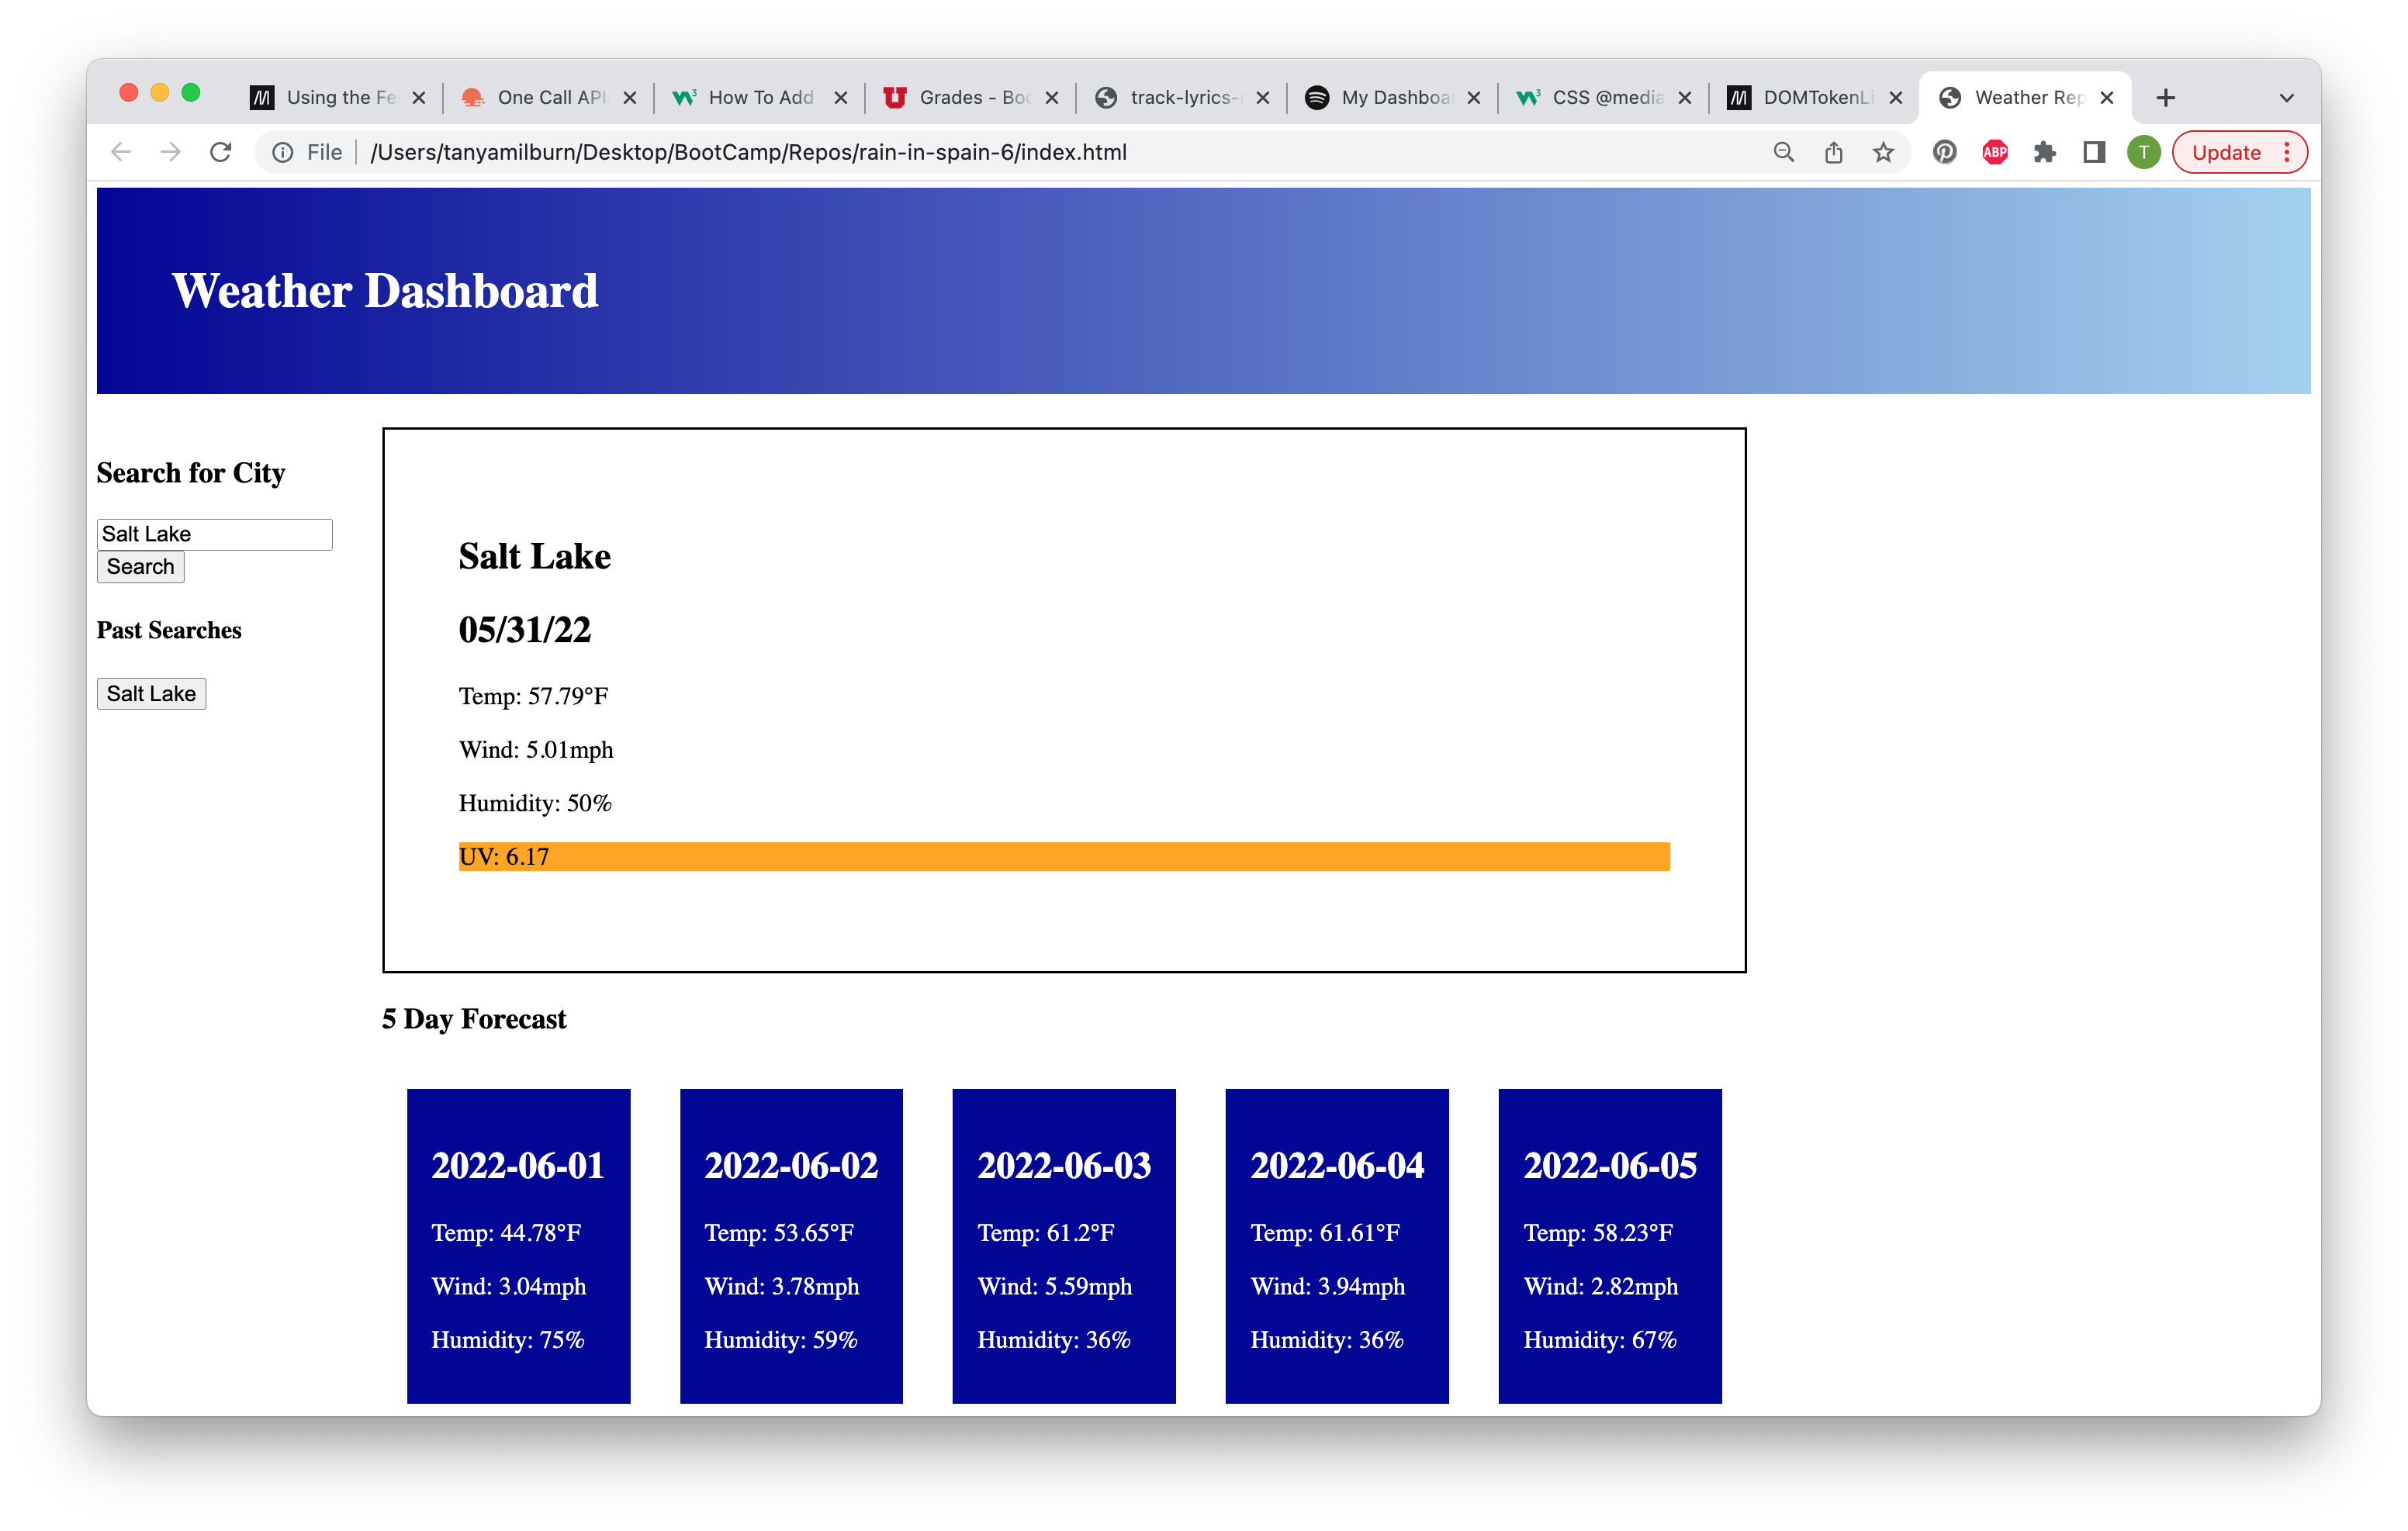 Using the Fe
One Call API:
How To Add
Grades - Boo
track-lyrics-
My Dashboa
CSS @media
DOMTokenLi
Weather Rep
File /Users/tanyamilburn/Desktop/BootCamp/Repos/rain-in-spain-6/index.html
ABP
T
Update
Weather Dashboard
Search for City
Salt Lake
Search
Past Searches
Salt Lake
Salt Lake
05/31/22
Temp: 57.79°F
Wind: 5.01mph
Humidity: 50%
UV: 6.17
5 Day Forecast
2022-06-01
Temp: 44.78°F
Wind: 3.04mph
Humidity: 75%
2022-06-02
Temp: 53.65°F
Wind: 3.78mph
Humidity: 59%
2022-06-03
Temp: 61.2°F
Wind: 5.59mph
Humidity: 36%
2022-06-04
Temp: 61.61°F
Wind: 3.94mph
Humidity: 36%
2022-06-05
Temp: 58.23°F
Wind: 2.82mph
Humidity: 67%